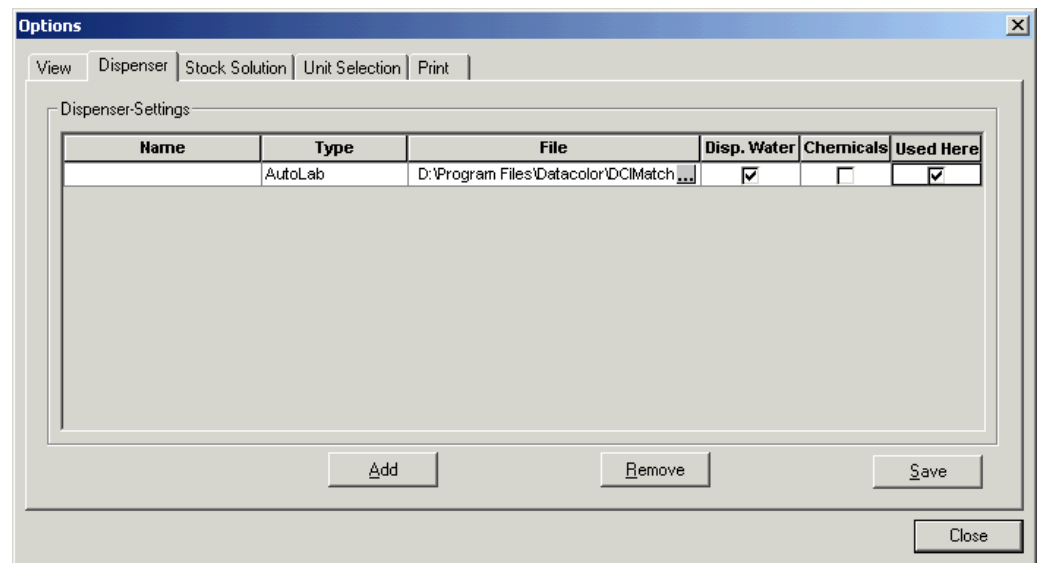 Options
View Dispenser Stock Solution Unit Selection Print
Dispenser-Settings
Name Type File Disp. Water Chemicals Used Here
AutoLab D:\Program Files\Datacolor\DCIMatch ...
Add Remove Save
Close